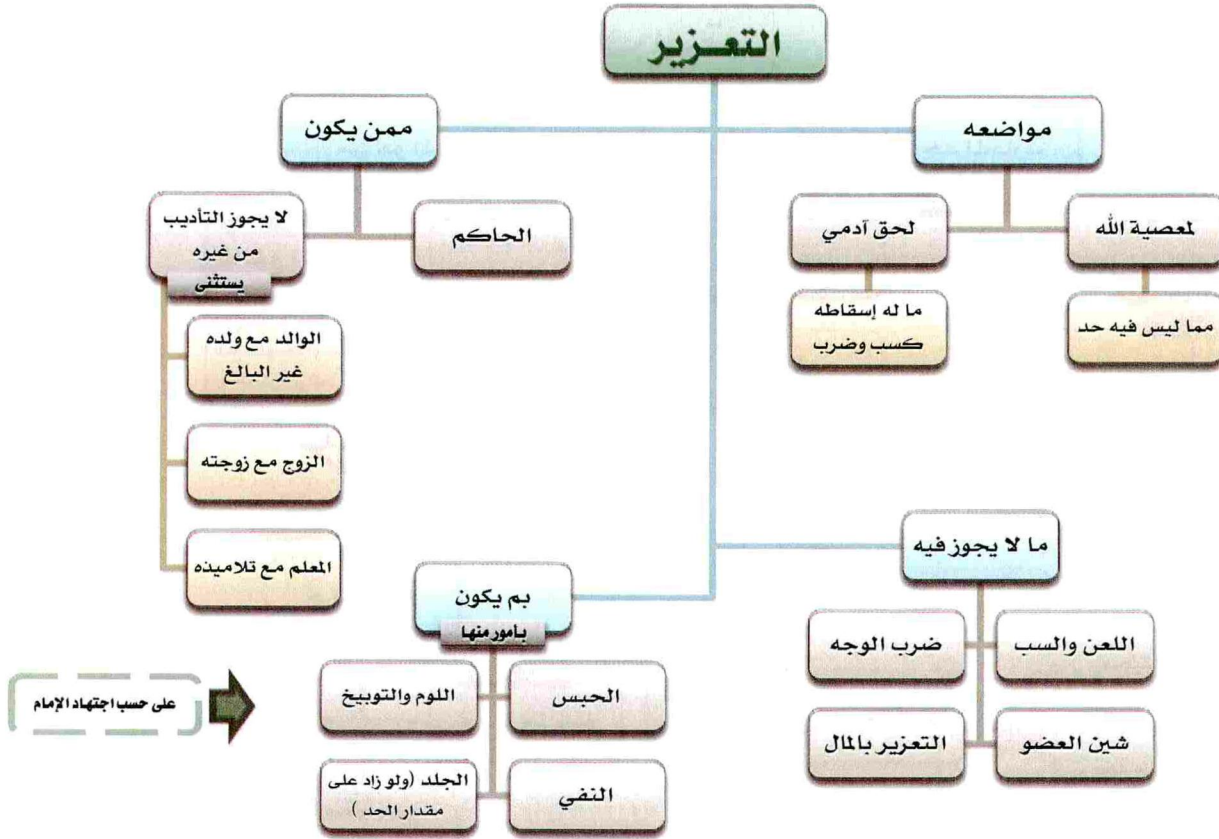 التعزير
مواضعه
لمعصية الله
مما ليس فيه حد
لحق آدمي
ما له إسقاطه
كسب وضرب
ممن يكون
الحاكم
لا يجوز التأديب
من غيره
يستثنى
الوالد مع ولده
غير البالغ
الزوج مع زوجته
المعلم مع تلاميذه
ما لا يجوز فيه
اللعن والسب
ضرب الوجه
شين العضو
التعزير بالمال
بم يكون
بأمور منها
الحبس
اللوم والتوبيخ
النفي
الجلد (ولو زاد على
مقدار الحد )
على حسب اجتهاد الإمام